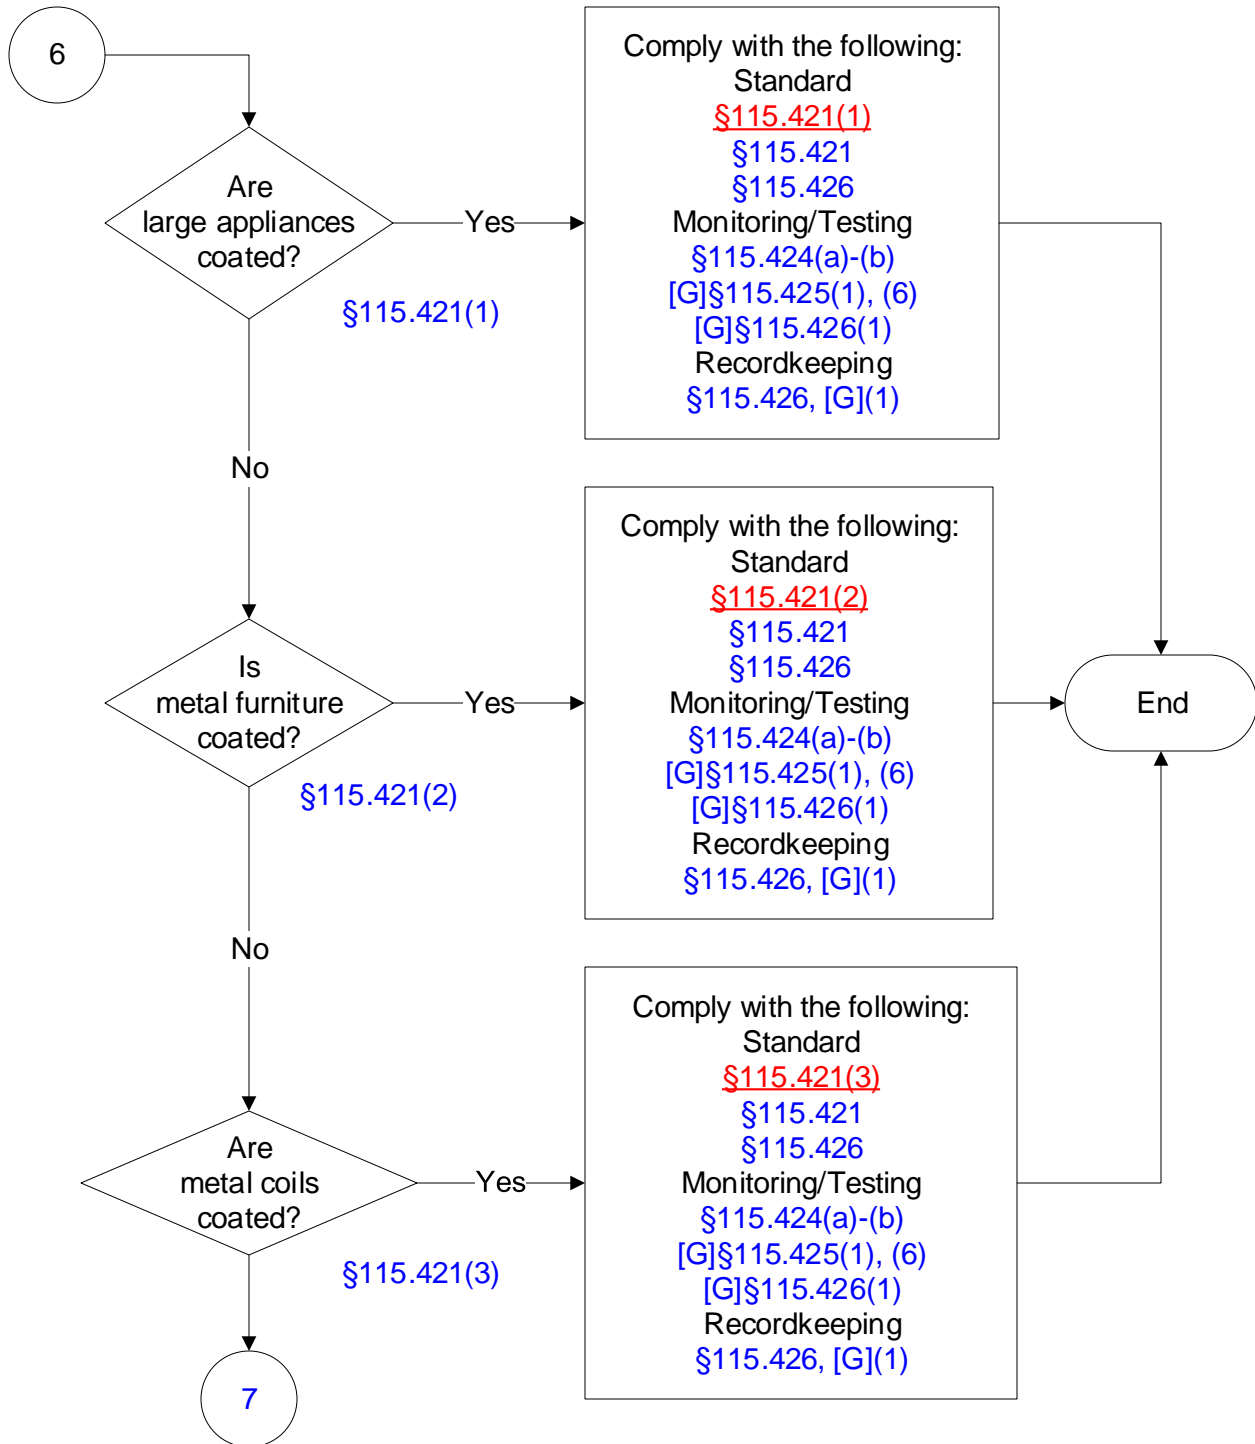 6
Are
large appliances
coated?
§115.421(1)
Yes
Comply with the following:
Standard
§115.421(1)
§115.421
§115.426
Monitoring/Testing
§115.424(a)-(b)
[G]§115.425(1), (6)
[G]§115.426(1)
Recordkeeping
§115.426, [G](1)
No
Is
metal furniture
coated?
§115.421(2)
Yes
Comply with the following:
Standard
§115.421(2)
§115.421
§115.426
Monitoring/Testing
§115.424(a)-(b)
[G]§115.425(1), (6)
[G]§115.426(1)
Recordkeeping
§115.426, [G](1)
End
No
Are
metal coils
coated?
§115.421(3)
Yes
Comply with the following:
Standard
§115.421(3)
§115.421
§115.426
Monitoring/Testing
§115.424(a)-(b)
[G]§115.425(1), (6)
[G]§115.426(1)
Recordkeeping
§115.426, [G](1)
7